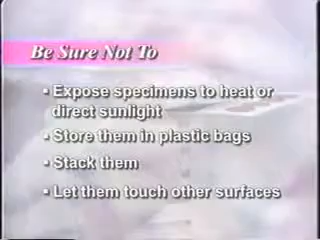 Be Sure Not To
▪ Expose specimens to heat or
direct sunlight
▪ Store them in plastic bags
▪ Stack them
▪ Let them touch other surfaces